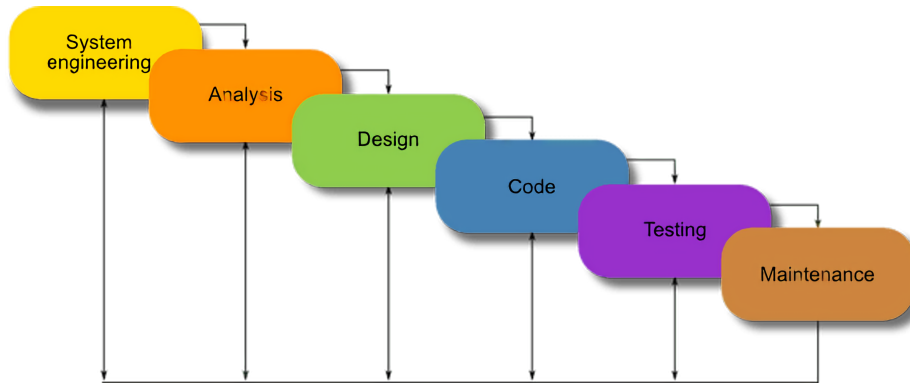 System
engineering
Analysis
Design
Code
Testing
Maintenance